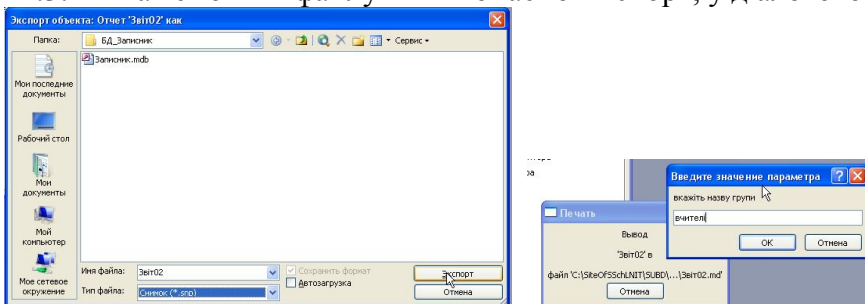 Экспорт объекта: Отчет 'Звіт02' как
Папка: БД_Записник Сервис
Записник.mdb
Мои последние документы
Рабочий стол
Мои документы
Мой компьютер
Мое сетевое окружение
Имя файла: Звіт02 Сохранить формат Экспорт
Тип файла: Снимок (*.snp) Автозагрузка Отмена
Введите значение параметра
вкажіть назву групи
вчителі
OK Отмена
Печать
Вывод
'Звіт02' в
файл 'C:\SiteOfSSchLNIT\SUBD\...\Звіт02.md'
Отмена